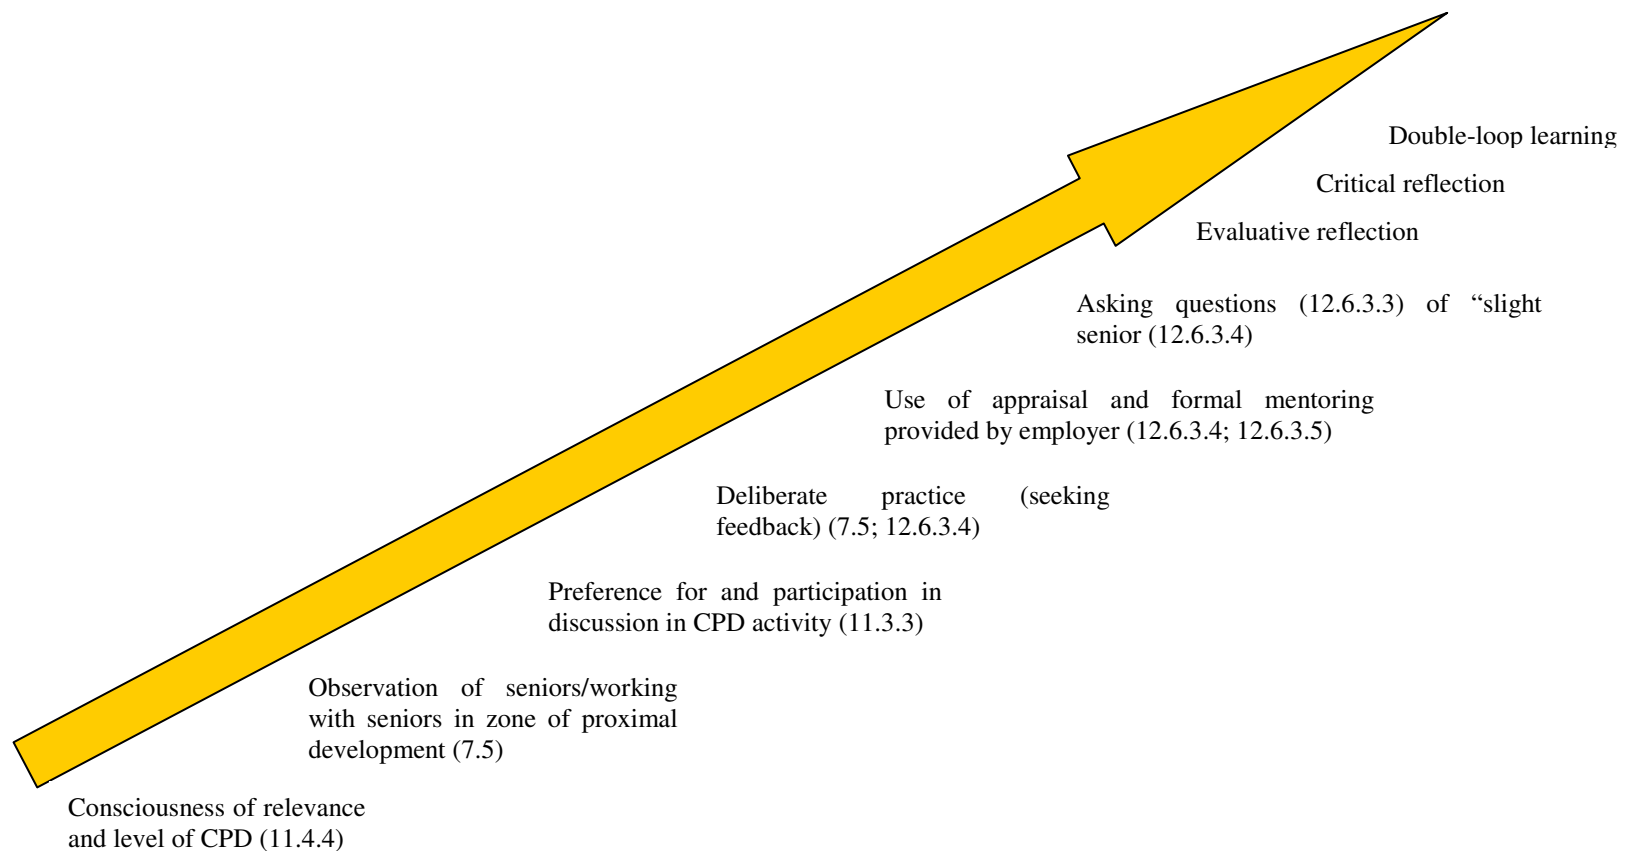 Double-loop learning
Critical reflection
Evaluative reflection
Asking questions (12.6.3.3) of “slight
senior (12.6.3.4)
Use of appraisal and formal mentoring
provided by employer (12.6.3.4; 12.6.3.5)
Deliberate practice (seeking
feedback) (7.5; 12.6.3.4)
Preference for and participation in
discussion in CPD activity (11.3.3)
Observation of seniors/working
with seniors in zone of proximal
development (7.5)
Consciousness of relevance
and level of CPD (11.4.4)